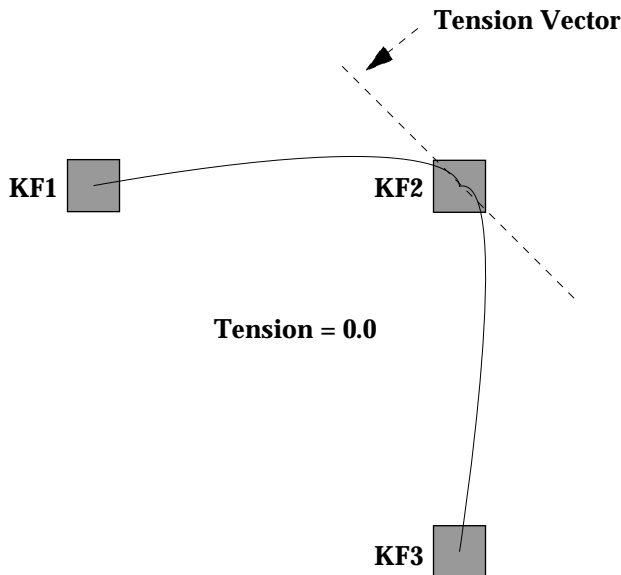 Tension Vector
KF1
KF2
Tension = 0.0
KF3